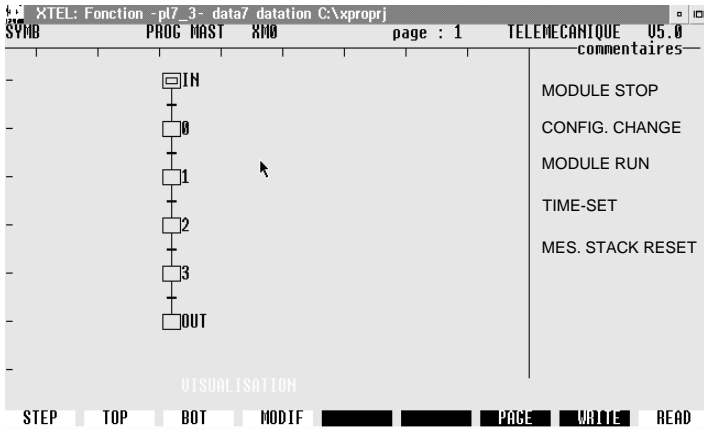 XTEL: Fonction -pl7_3- data7 datation C:\xproprj
SYMB PROG MAST XM0 page : 1 TELEMECANIQUE V5.0
commentaires
IN
MODULE STOP
0
CONFIG. CHANGE
1
MODULE RUN
2
TIME-SET
3
MES. STACK RESET
OUT
VISUALISATION
STEP TOP BOT MODIF PAGE WRITE READ